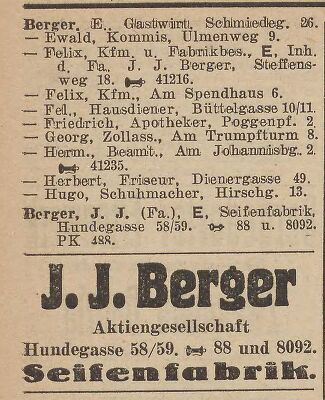 Berger, E., Gastwirt, Schmiedeg. 26.
— Ewald, Kommis, Ulmenweg 9.
— Felix, Kfm. u. Fabrikbes., E, Inh.
d. Fa. J. J. Berger, Steffens-
weg 18. 41216.
— Felix, Kfm., Am Spendhaus 6.
— Fel., Hausdiener, Büttelgasse 10/11.
— Friedrich, Apotheker, Poggenpf. 2.
— Georg, Zollass., Am Trumpfturm 8.
— Herm., Beamt., Am Johannisbg. 2.
41235.
— Herbert, Friseur, Dienergasse 49.
— Hugo, Schuhmacher, Hirschg. 13.
Berger, J. J. (Fa.), E, Seifenfabrik,
Hundegasse 58/59. 88 u. 8092.
PK 488.
J. J. Berger
Aktiengesellschaft
Hundegasse 58/59. 88 und 8092.
Seifenfabrik.